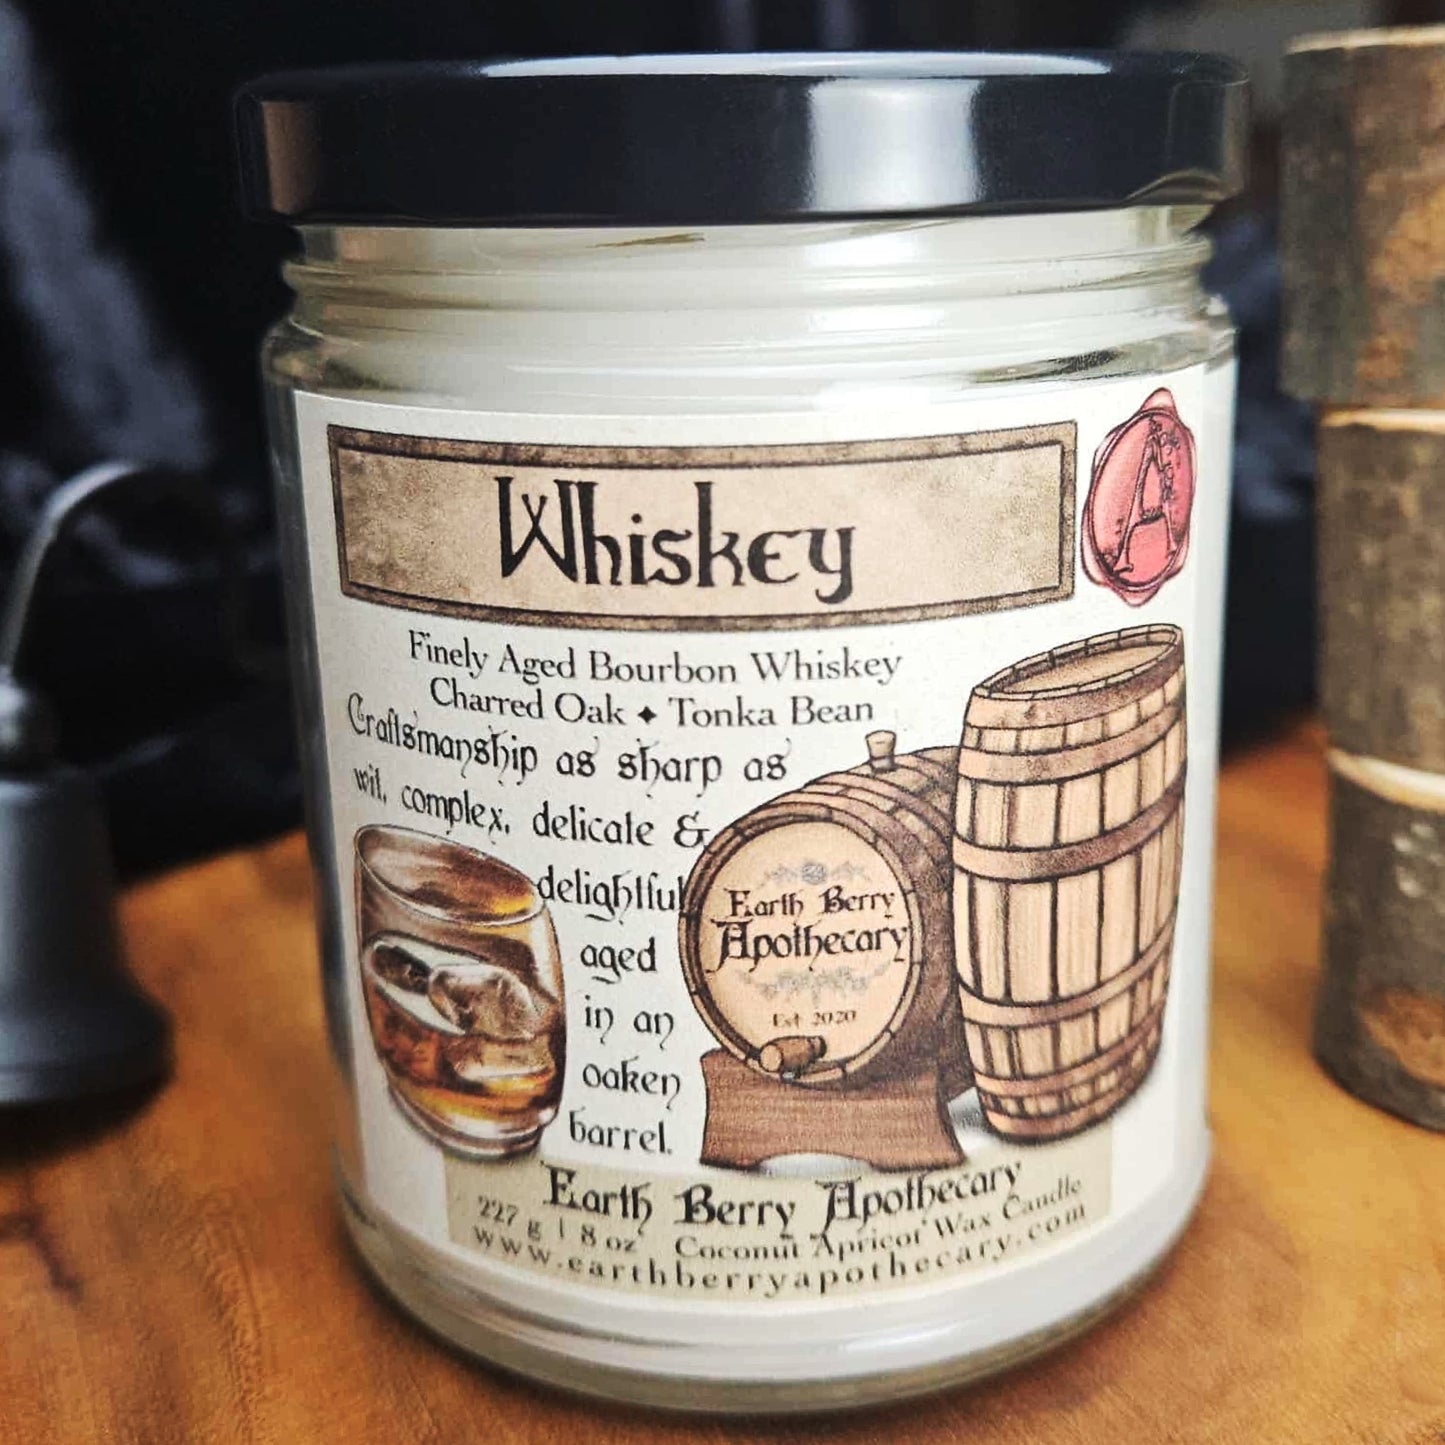 Whiskey
A
Finely Aged Bourbon Whiskey
Charred Oak ✦ Tonka Bean
Craftsmanship as sharp as
wit, complex, delicate &
delightful
aged
in an
oaken
barrel.
Earth Berry
Apothecary
Est 2020
Earth Berry Apothecary
227 g | 8 oz Coconut Apricot Wax Candle
www.earthberryapothecary.com